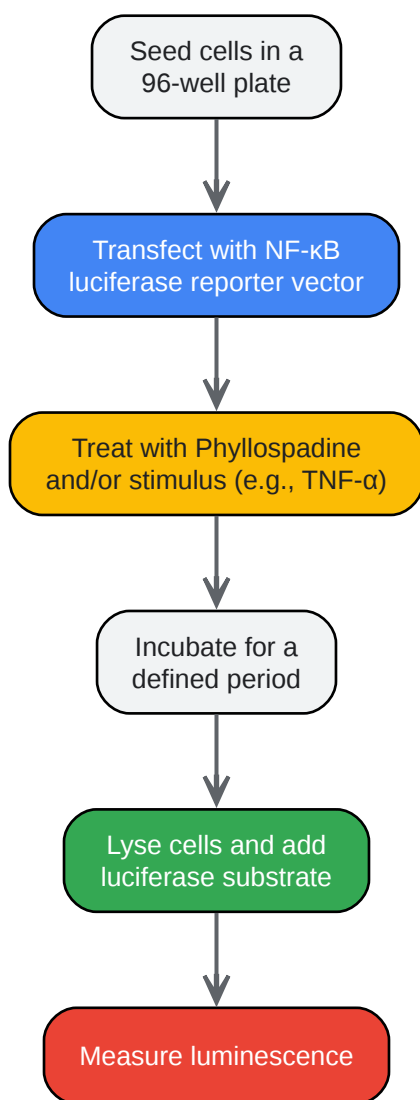 Seed cells in a
96-well plate
Transfect with NF-κB
luciferase reporter vector
Treat with Phyllospadine
and/or stimulus (e.g., TNF-α)
Incubate for a
defined period
Lyse cells and add
luciferase substrate
Measure luminescence